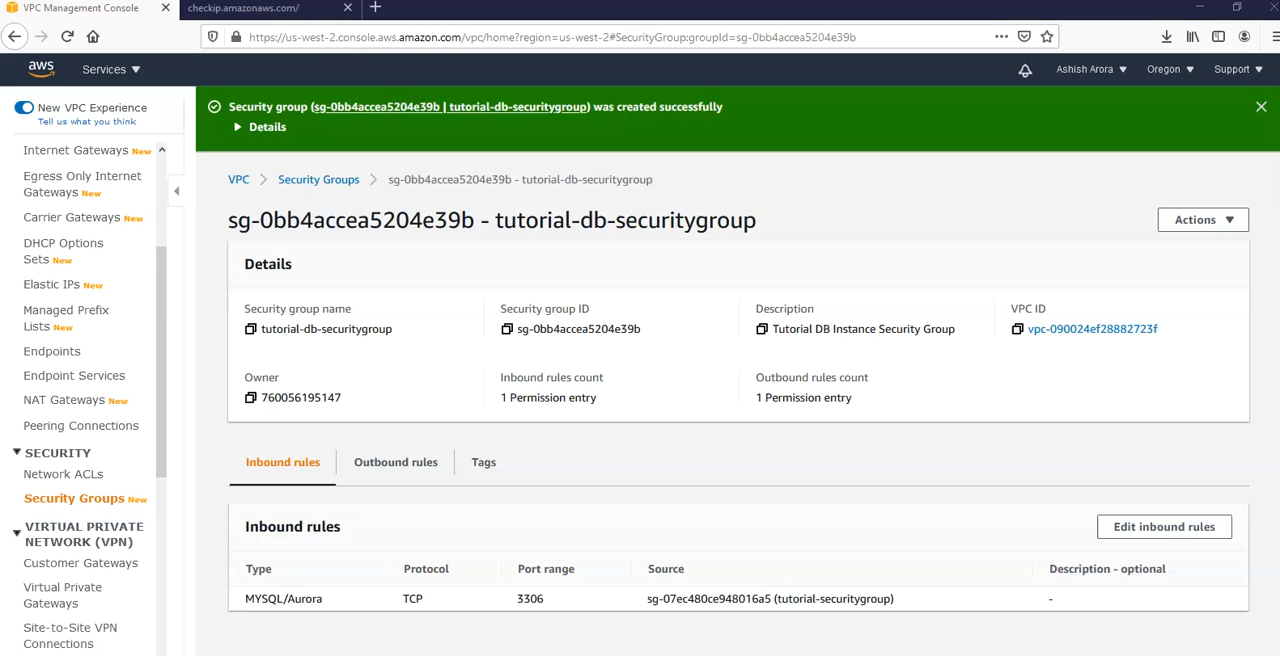 VPC Management Console
checkip.amazonaws.com/
https://us-west-2.console.aws.amazon.com/vpc/home?region=us-west-2#SecurityGroup:groupId=sg-0bb4accea5204e39b
aws Services Ashish Arora Oregon Support
New VPC Experience
Tell us what you think
Internet Gateways New
Egress Only Internet
Gateways New
Carrier Gateways New
DHCP Options
Sets New
Elastic IPs New
Managed Prefix
Lists New
Endpoints
Endpoint Services
NAT Gateways New
Peering Connections
SECURITY
Network ACLs
Security Groups New
VIRTUAL PRIVATE
NETWORK (VPN)
Customer Gateways
Virtual Private
Gateways
Site-to-Site VPN
Connections
Security group (sg-0bb4accea5204e39b | tutorial-db-securitygroup) was created successfully
Details
VPC > Security Groups > sg-0bb4accea5204e39b - tutorial-db-securitygroup
sg-0bb4accea5204e39b - tutorial-db-securitygroup
Actions
Details
Security group name Security group ID Description VPC ID
tutorial-db-securitygroup sg-0bb4accea5204e39b Tutorial DB Instance Security Group vpc-090024ef28882723f
Owner Inbound rules count Outbound rules count
760056195147 1 Permission entry 1 Permission entry
Inbound rules Outbound rules Tags
Inbound rules
Edit inbound rules
Type Protocol Port range Source Description - optional
MYSQL/Aurora TCP 3306 sg-07ec480ce948016a5 (tutorial-securitygroup) -